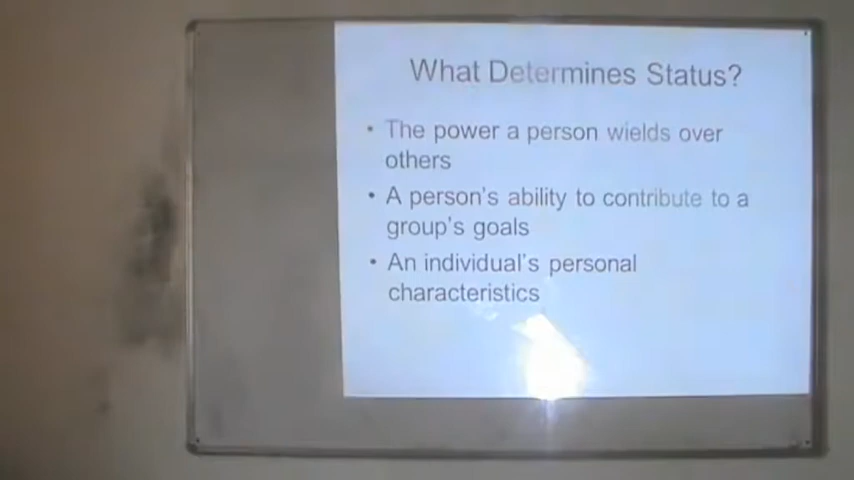 What Determines Status?
• The power a person wields over
others
• A person's ability to contribute to a
group's goals
• An individual's personal
characteristics